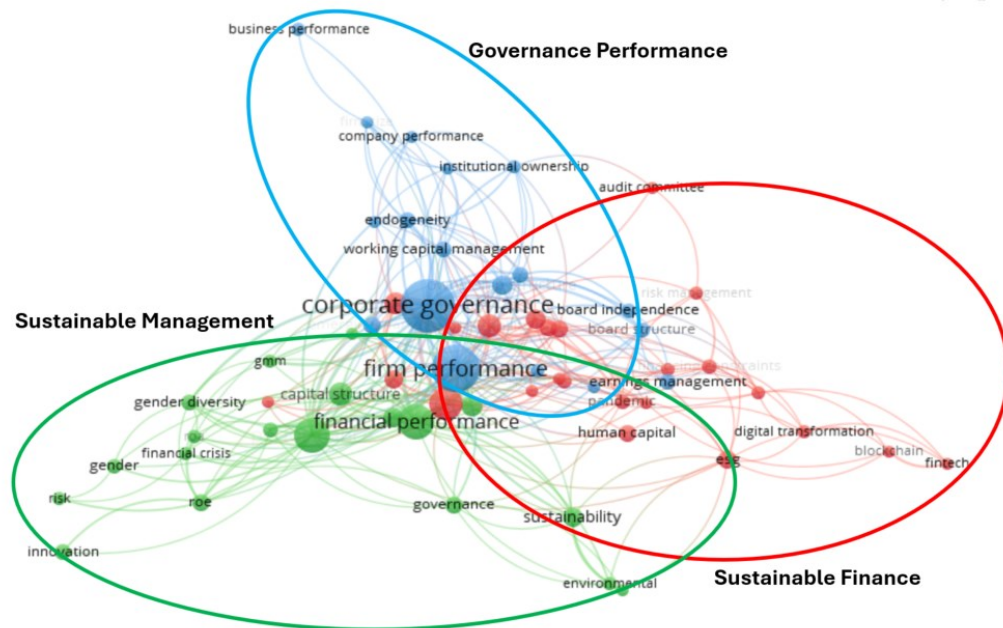 business performance
Governance Performance
firm size
company performance
institutional ownership
audit committee
endogeneity
working capital management
risk management
corporate governance
board independence
Sustainable Management
board structure
gmm
firm performance
earnings management
capital structure
gender diversity
pandemic
financial performance
human capital
digital transformation
financial crisis
blockchain
gender
esg
fintech
risk
roe
governance
sustainability
innovation
environmental
Sustainable Finance